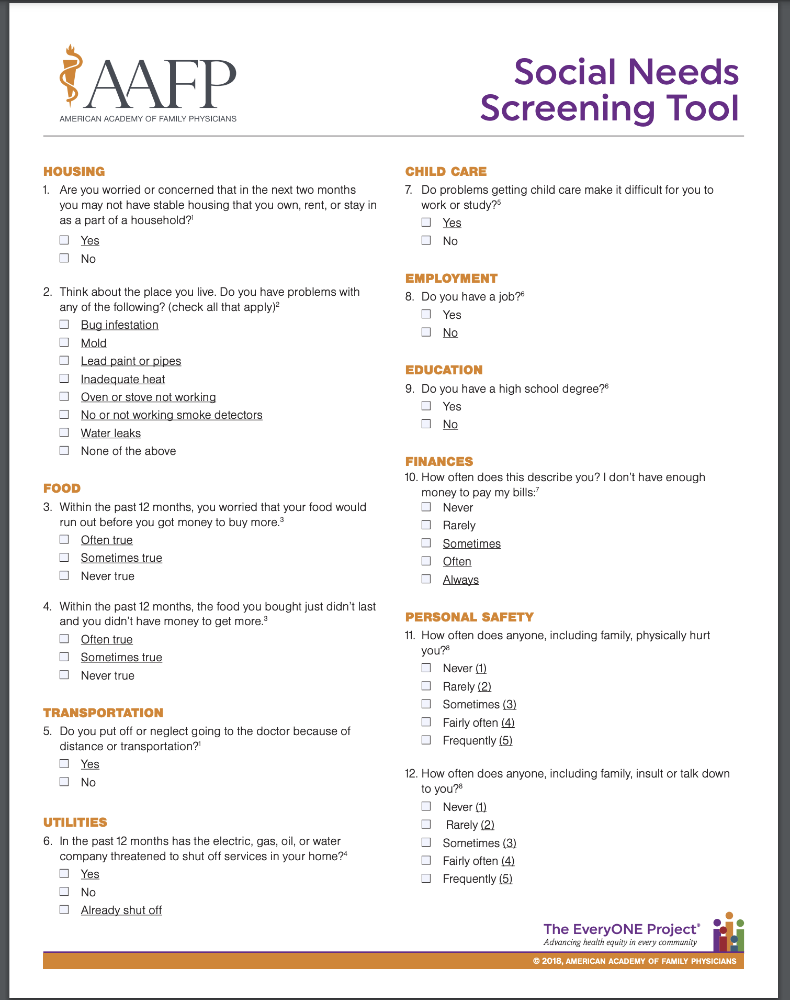 AAFP
AMERICAN ACADEMY OF FAMILY PHYSICIANS
Social Needs
Screening Tool
HOUSING
1. Are you worried or concerned that in the next two months
you may not have stable housing that you own, rent, or stay in
as a part of a household?¹
Yes
No
2. Think about the place you live. Do you have problems with
any of the following? (check all that apply)²
Bug infestation
Mold
Lead paint or pipes
Inadequate heat
Oven or stove not working
No or not working smoke detectors
Water leaks
None of the above
FOOD
3. Within the past 12 months, you worried that your food would
run out before you got money to buy more.³
Often true
Sometimes true
Never true
4. Within the past 12 months, the food you bought just didn’t last
and you didn’t have money to get more.³
Often true
Sometimes true
Never true
TRANSPORTATION
5. Do you put off or neglect going to the doctor because of
distance or transportation?¹
Yes
No
UTILITIES
6. In the past 12 months has the electric, gas, oil, or water
company threatened to shut off services in your home?⁴
Yes
No
Already shut off
CHILD CARE
7. Do problems getting child care make it difficult for you to
work or study?⁵
Yes
No
EMPLOYMENT
8. Do you have a job?⁶
Yes
No
EDUCATION
9. Do you have a high school degree?⁶
Yes
No
FINANCES
10. How often does this describe you? I don’t have enough
money to pay my bills:⁷
Never
Rarely
Sometimes
Often
Always
PERSONAL SAFETY
11. How often does anyone, including family, physically hurt
you?⁸
Never (1)
Rarely (2)
Sometimes (3)
Fairly often (4)
Frequently (5)
12. How often does anyone, including family, insult or talk down
to you?⁸
Never (1)
Rarely (2)
Sometimes (3)
Fairly often (4)
Frequently (5)
The EveryONE Project®
Advancing health equity in every community
© 2018, AMERICAN ACADEMY OF FAMILY PHYSICIANS